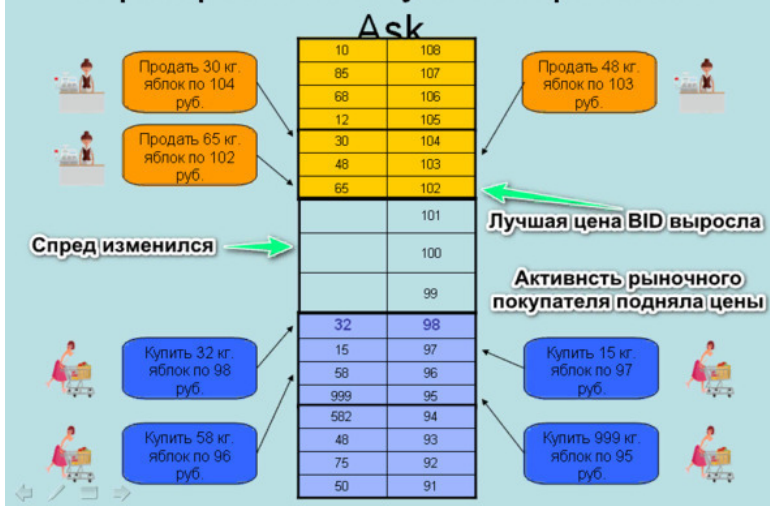 Ask
Продать 30 кг.
яблок по 104
руб.
Продать 65 кг.
яблок по 102
руб.
10 108
85 107
68 106
12 105
30 104
48 103
65 102
101
100
99
32 98
15 97
58 96
999 95
582 94
48 93
75 92
50 91
Продать 48 кг.
яблок по 103
руб.
Лучшая цена BID выросла
Спред изменился
Активнсть рыночного
покупателя подняла цены
Купить 32 кг.
яблок по 98
руб.
Купить 15 кг.
яблок по 97
руб.
Купить 58 кг.
яблок по 96
руб.
Купить 999 кг.
яблок по 95
руб.